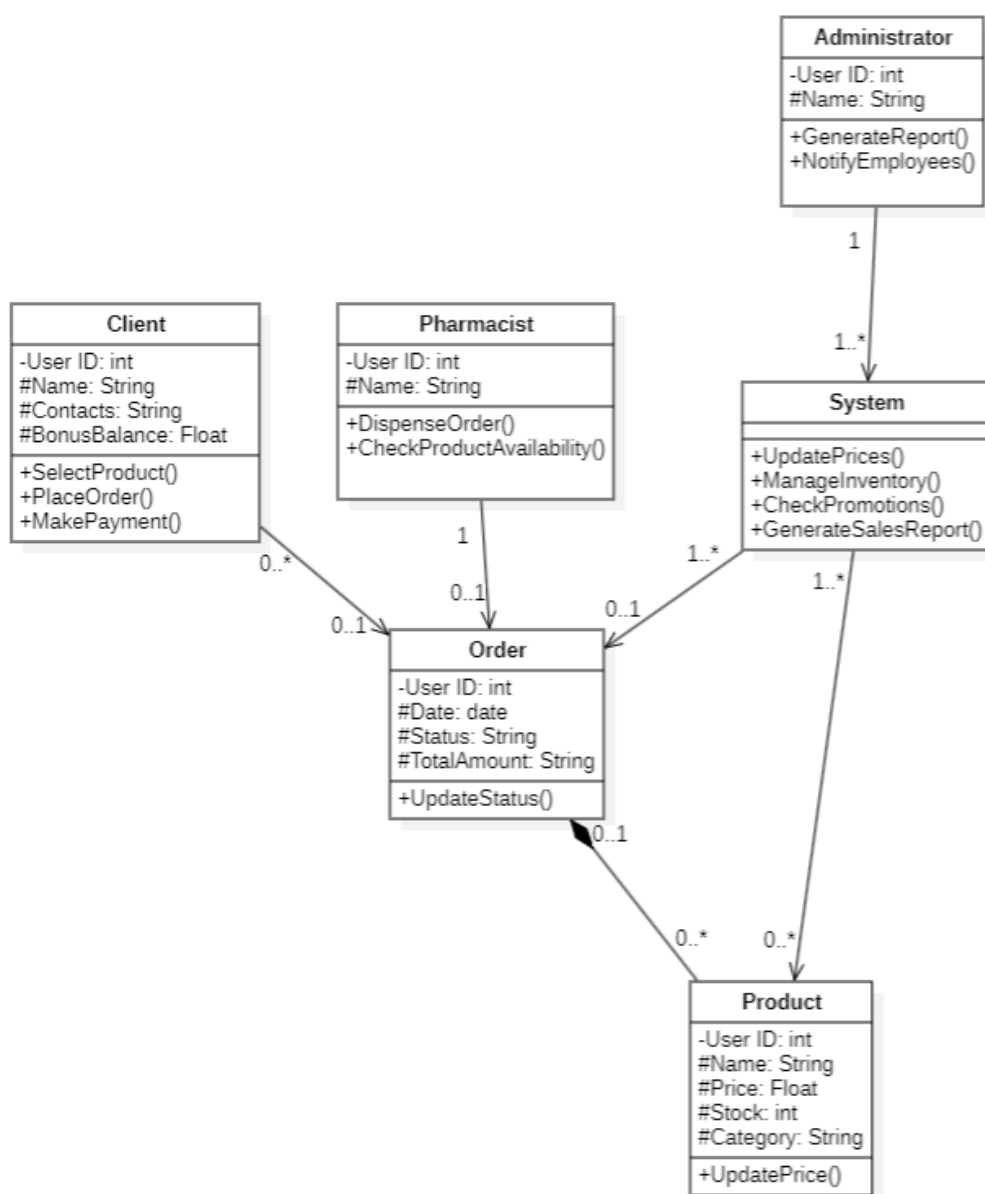 Administrator
-User ID: int
#Name: String
+GenerateReport()
+NotifyEmployees()
1
1..*
Client
-User ID: int
#Name: String
#Contacts: String
#BonusBalance: Float
+SelectProduct()
+PlaceOrder()
+MakePayment()
0..*
0..1
Pharmacist
-User ID: int
#Name: String
+DispenseOrder()
+CheckProductAvailability()
1
0..1
System
+UpdatePrices()
+ManageInventory()
+CheckPromotions()
+GenerateSalesReport()
1..*
0..1
1..*
0..*
Order
-User ID: int
#Date: date
#Status: String
#TotalAmount: String
+UpdateStatus()
0..1
0..*
Product
-User ID: int
#Name: String
#Price: Float
#Stock: int
#Category: String
+UpdatePrice()